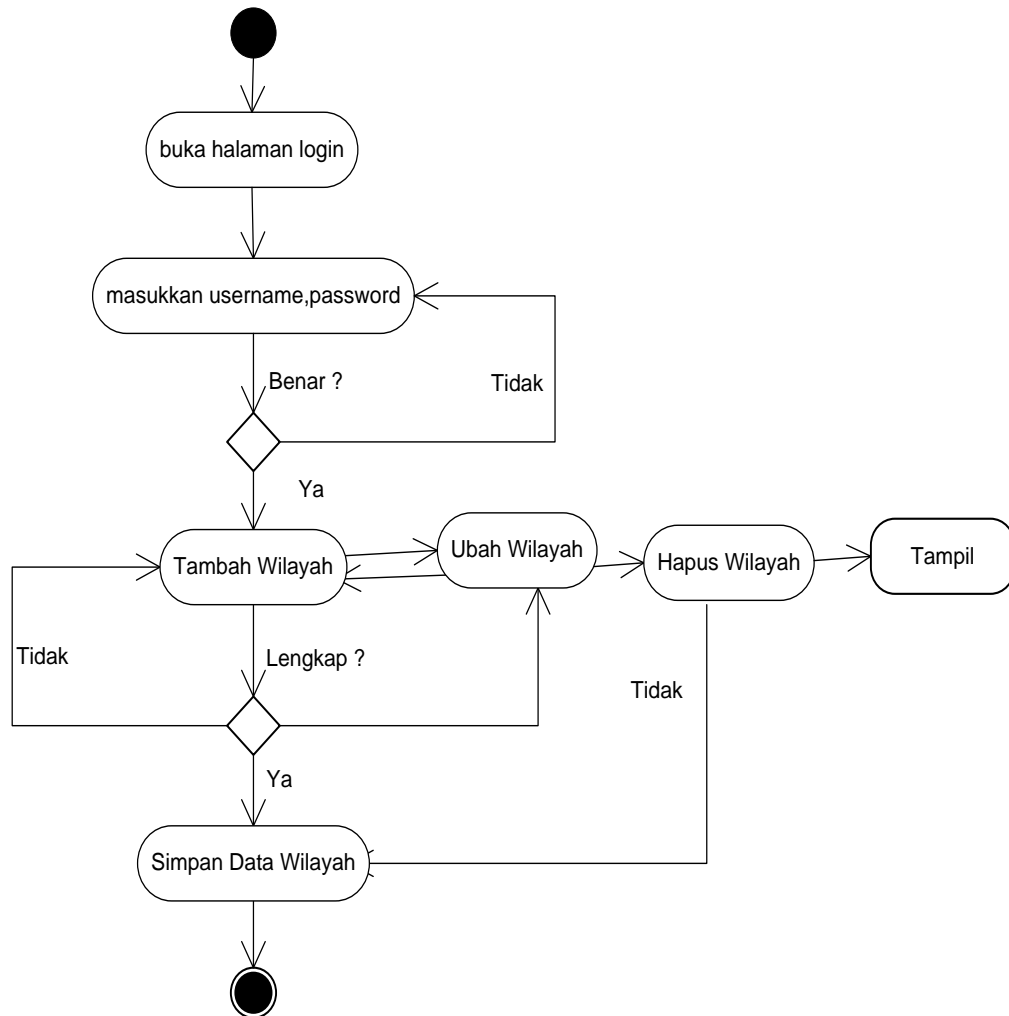 buka halaman login
masukkan username,password
Benar ?
Tidak
Ya
Tambah Wilayah
Ubah Wilayah
Hapus Wilayah
Tampil
Tidak
Lengkap ?
Tidak
Ya
Simpan Data Wilayah